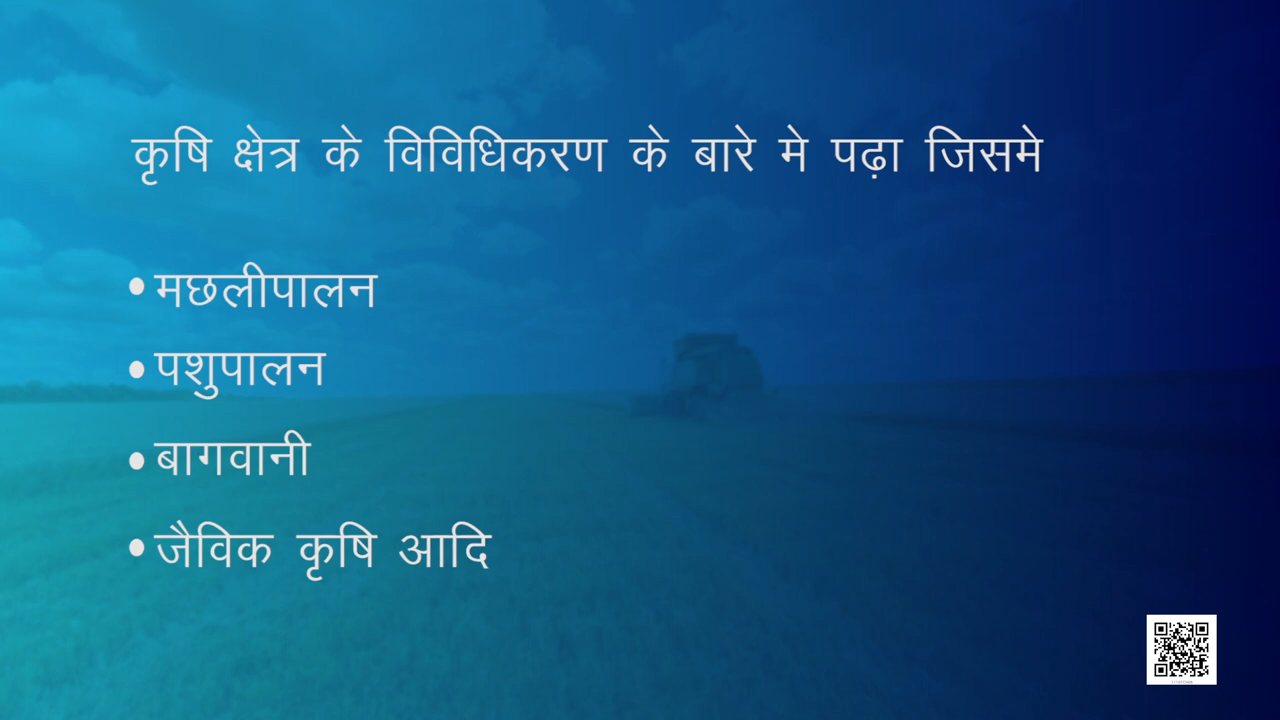 कृषि क्षेत्र के विविधिकरण के बारे मे पढ़ा जिसमे
• मछलीपालन
• पशुपालन
• बागवानी
• जैविक कृषि आदि